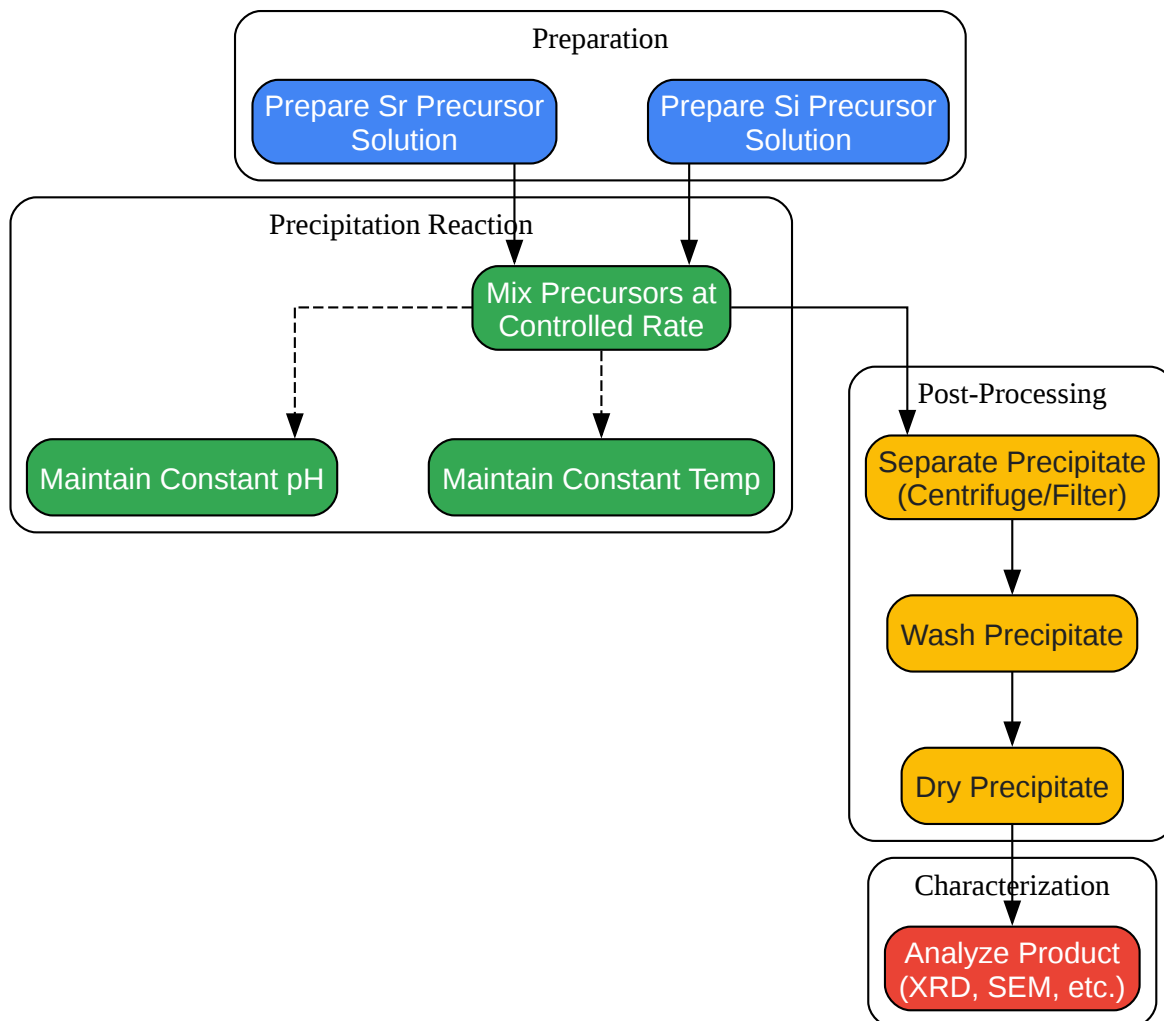 Preparation
Prepare Sr Precursor
Solution
Prepare Si Precursor
Solution
Precipitation Reaction
Mix Precursors at
Controlled Rate
Maintain Constant pH
Maintain Constant Temp
Post-Processing
Separate Precipitate
(Centrifuge/Filter)
Wash Precipitate
Dry Precipitate
Characterization
Analyze Product
(XRD, SEM, etc.)